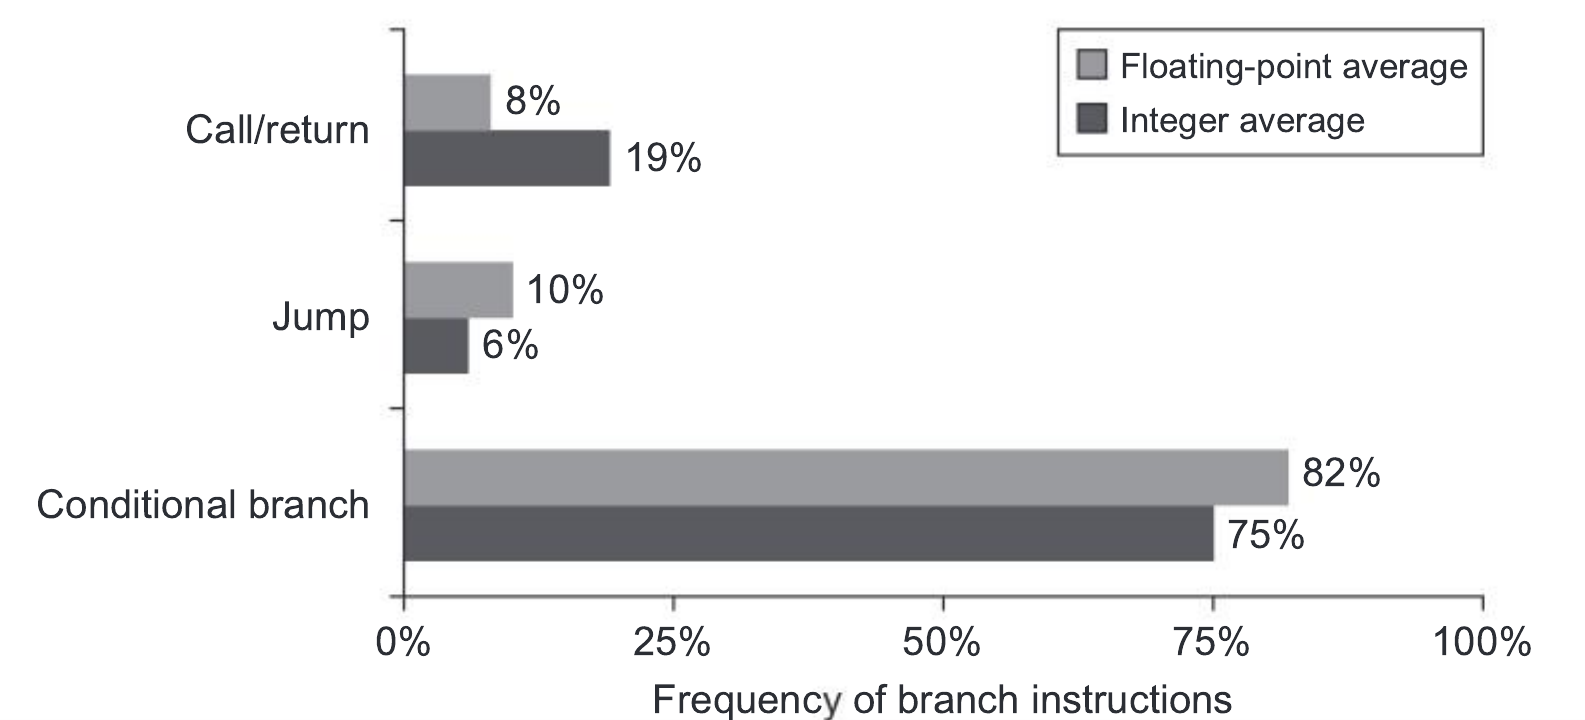 Floating-point average
Integer average
Call/return
8%
19%
Jump
10%
6%
Conditional branch
82%
75%
0% 25% 50% 75% 100%
Frequency of branch instructions